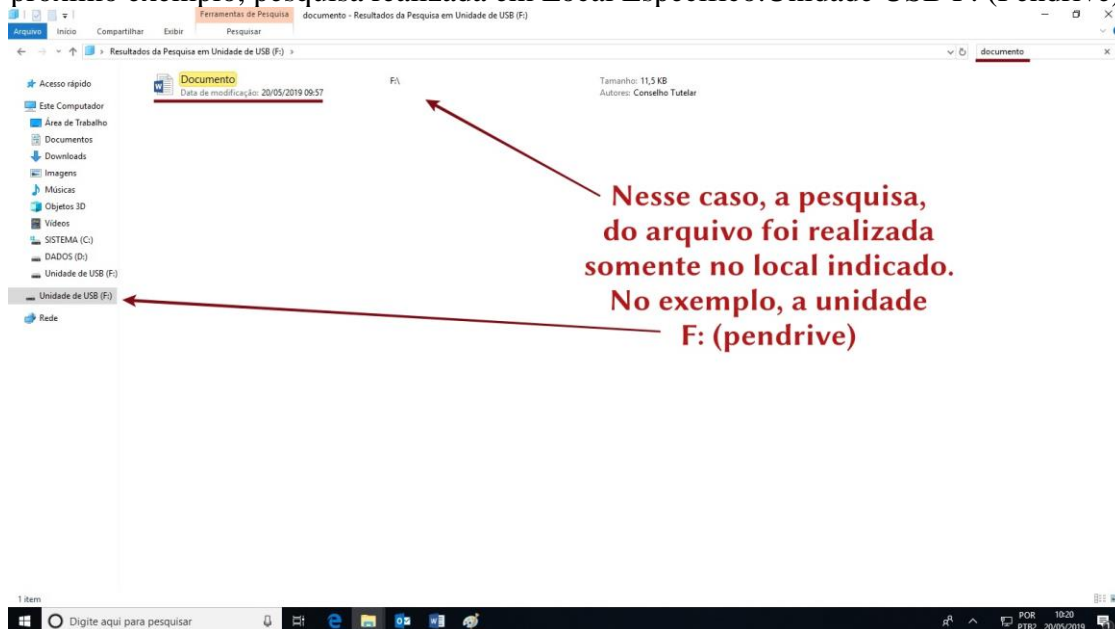 próximo exemplo, pesquisa realizada em Local Específico:Unidade USB F: (Pendrive)
Ferramentas de Pesquisa documento - Resultados da Pesquisa em Unidade de USB (F:)
Arquivo Início Compartilhar Exibir Pesquisar
Resultados da Pesquisa em Unidade de USB (F:) documento
Acesso rápido
Este Computador
Área de Trabalho
Documentos
Downloads
Imagens
Músicas
Objetos 3D
Vídeos
SISTEMA (C:)
DADOS (D:)
Unidade de USB (F:)
Unidade de USB (F:)
Rede
Documento F:\ Tamanho: 11,5 KB
Data de modificação: 20/05/2019 09:57 Autores: Conselho Tutelar
Nesse caso, a pesquisa,
do arquivo foi realizada
somente no local indicado.
No exemplo, a unidade
F: (pendrive)
1 item
Digite aqui para pesquisar
POR 10:20
PTB2 20/05/2019